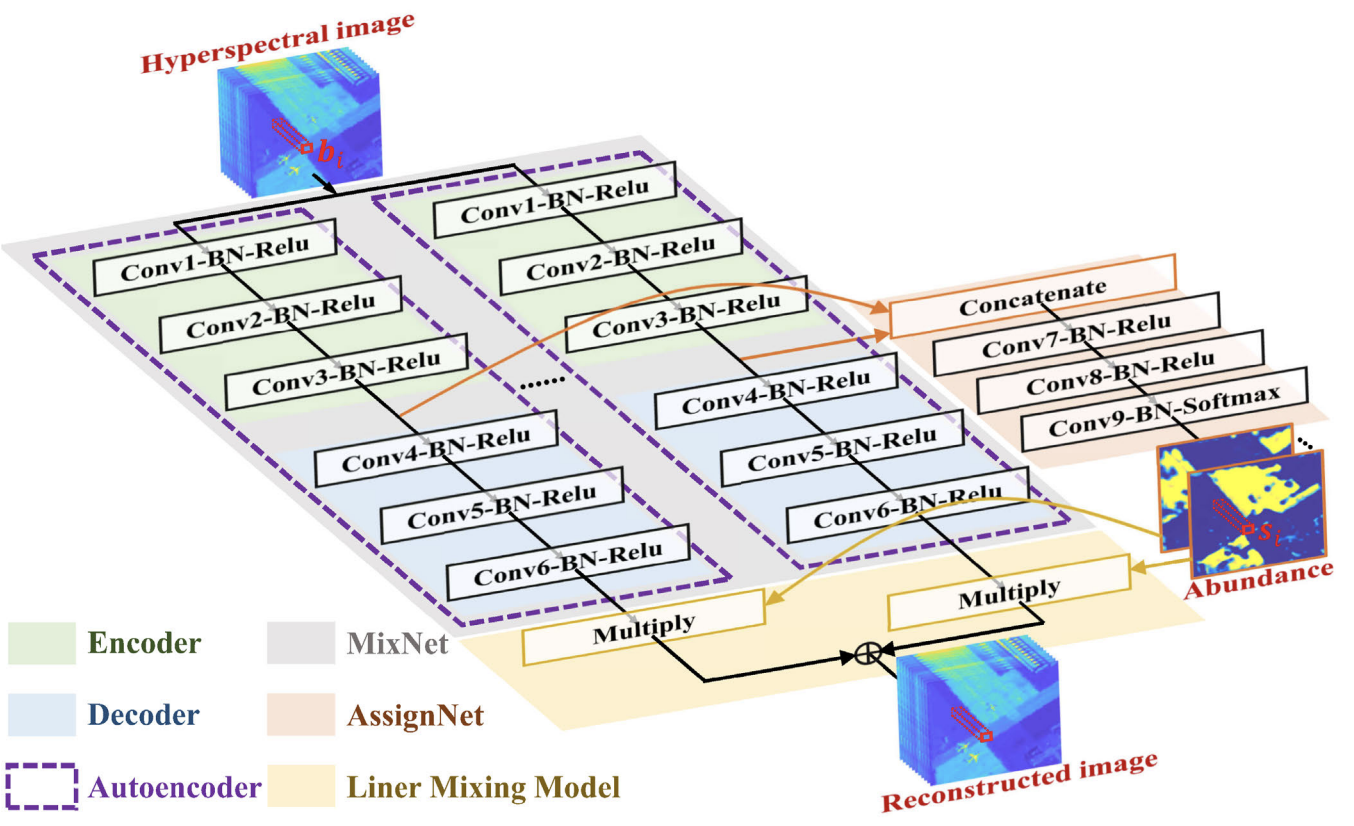 Hyperspectral image
b_i
Conv1-BN-Relu
Conv2-BN-Relu
Conv3-BN-Relu
Conv4-BN-Relu
Conv5-BN-Relu
Conv6-BN-Relu
Conv1-BN-Relu
Conv2-BN-Relu
Conv3-BN-Relu
Conv4-BN-Relu
Conv5-BN-Relu
Conv6-BN-Relu
......
Concatenate
Conv7-BN-Relu
Conv8-BN-Relu
Conv9-BN-Softmax
s_i
Abundance
Multiply
Multiply
Reconstructed image
Encoder
MixNet
Decoder
AssignNet
Autoencoder
Liner Mixing Model